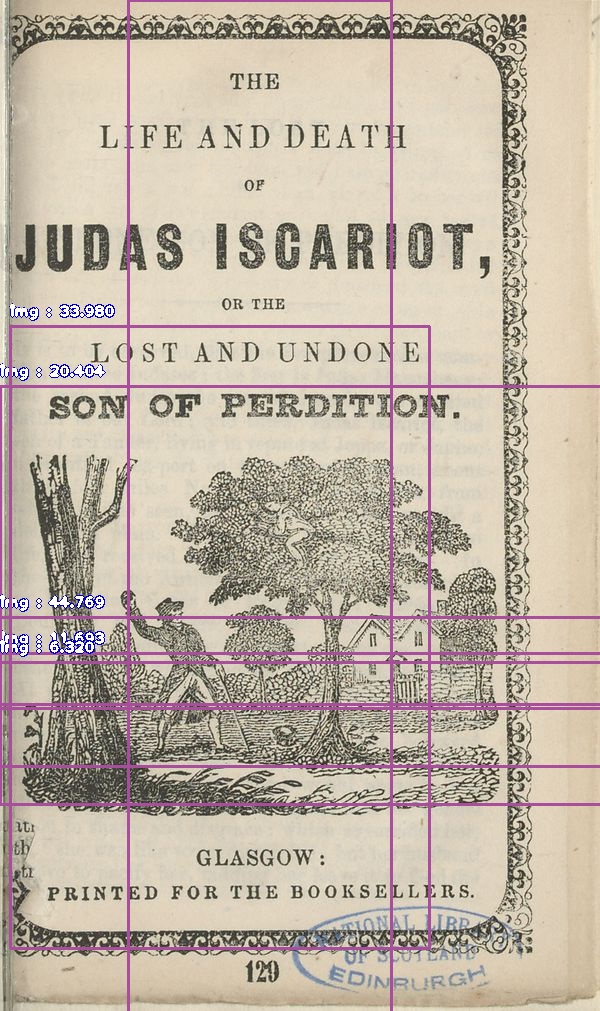 THE
LIFE AND DEATH
OF
JUDAS ISCARIOT,
OR THE
LOST AND UNDONE
SON OF PERDITION.
GLASGOW:
PRINTED FOR THE BOOKSELLERS.
129
NATIONAL LIBRARY
OF SCOTLAND
EDINBURGH
img : 33.980
img : 20.404
img : 44.769
img : 11.693
img : 6.320